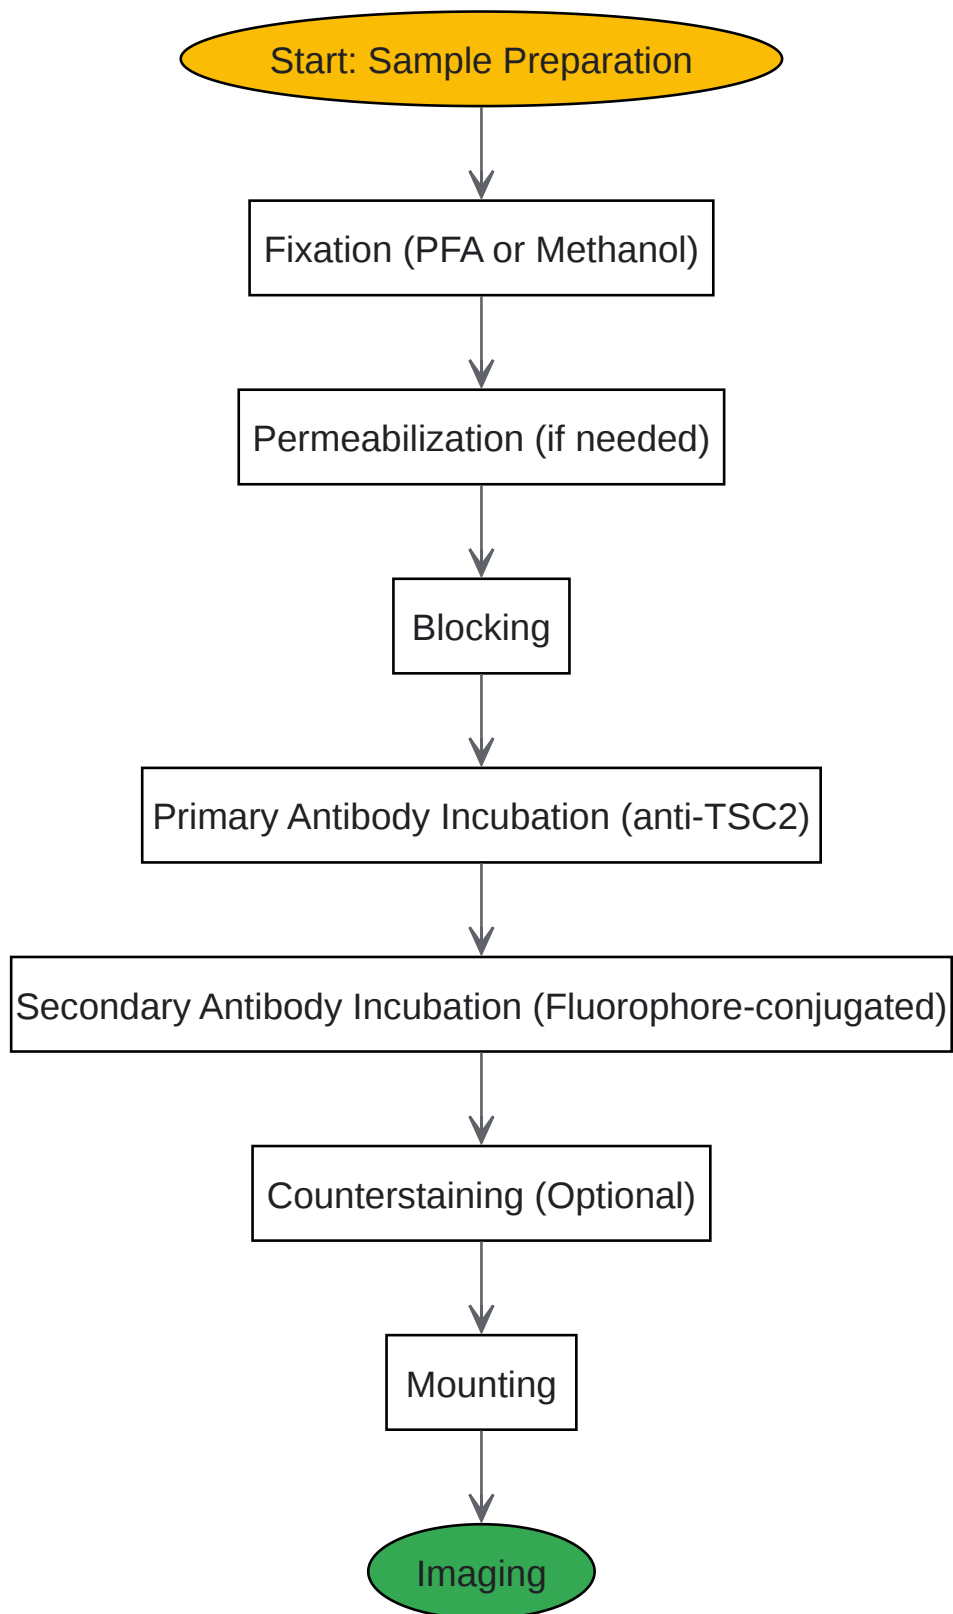 Start: Sample Preparation
Fixation (PFA or Methanol)
Permeabilization (if needed)
Blocking
Primary Antibody Incubation (anti-TSC2)
Secondary Antibody Incubation (Fluorophore-conjugated)
Counterstaining (Optional)
Mounting
Imaging